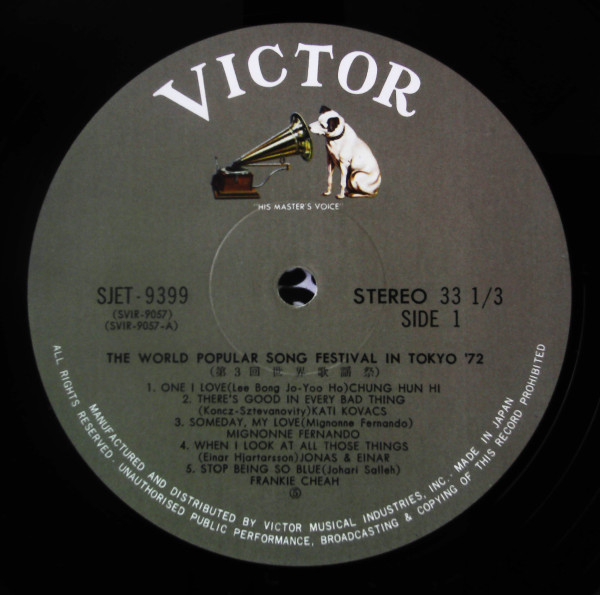 VICTOR
"HIS MASTER'S VOICE"
SJET-9399
(SVIR-9057)
(SVIR-9057-A)
STEREO 33 1/3
SIDE 1
THE WORLD POPULAR SONG FESTIVAL IN TOKYO '72
(第3回世界歌謡祭)
1. ONE I LOVE(Lee Bong Jo-Yoo Ho)CHUNG HUN HI
2. THERE'S GOOD IN EVERY BAD THING
(Koncz-Sztevanovity)KATI KOVACS
3. SOMEDAY, MY LOVE(Mignonne Fernando)
MIGNONNE FERNANDO
4. WHEN I LOOK AT ALL THOSE THINGS
(Einar Hjartarsson)JONAS & EINAR
5. STOP BEING SO BLUE(Johari Salleh)
FRANKIE CHEAH
MANUFACTURED AND DISTRIBUTED BY VICTOR MUSICAL INDUSTRIES, INC. · MADE IN JAPAN
ALL RIGHTS RESERVED. UNAUTHORISED PUBLIC PERFORMANCE, BROADCASTING & COPYING OF THIS RECORD PROHIBITED